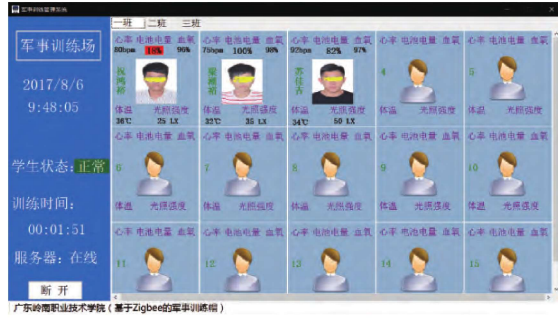 军事训练管理系统
一班 二班 三班
军事训练场
2017/8/6
9:48:05
学生状态:正常
训练时间:
00:01:51
服务器:在线
断 开
心率 电池电量 血氧 心率 电池电量 血氧 心率 电池电量 血氧 心率 电池电量 血氧 心率 电池电量 血氧
80bpm 18% 96% 75bpm 100% 98% 92bpm 82% 97%
4 5
体温 光照强度 体温 光照强度 体温 光照强度 体温 光照强度 体温 光照强度
36℃ 25 LX 32℃ 35 LX 34℃ 50 LX
心率 电池电量 血氧 心率 电池电量 血氧 心率 电池电量 血氧 心率 电池电量 血氧 心率 电池电量 血氧
6 7 8 9 10
体温 光照强度 体温 光照强度 体温 光照强度 体温 光照强度 体温 光照强度
心率 电池电量 血氧 心率 电池电量 血氧 心率 电池电量 血氧 心率 电池电量 血氧 心率 电池电量 血氧
11 12 13 14 15
广东岭南职业技术学院(基于Zigbee的军事训练帽)